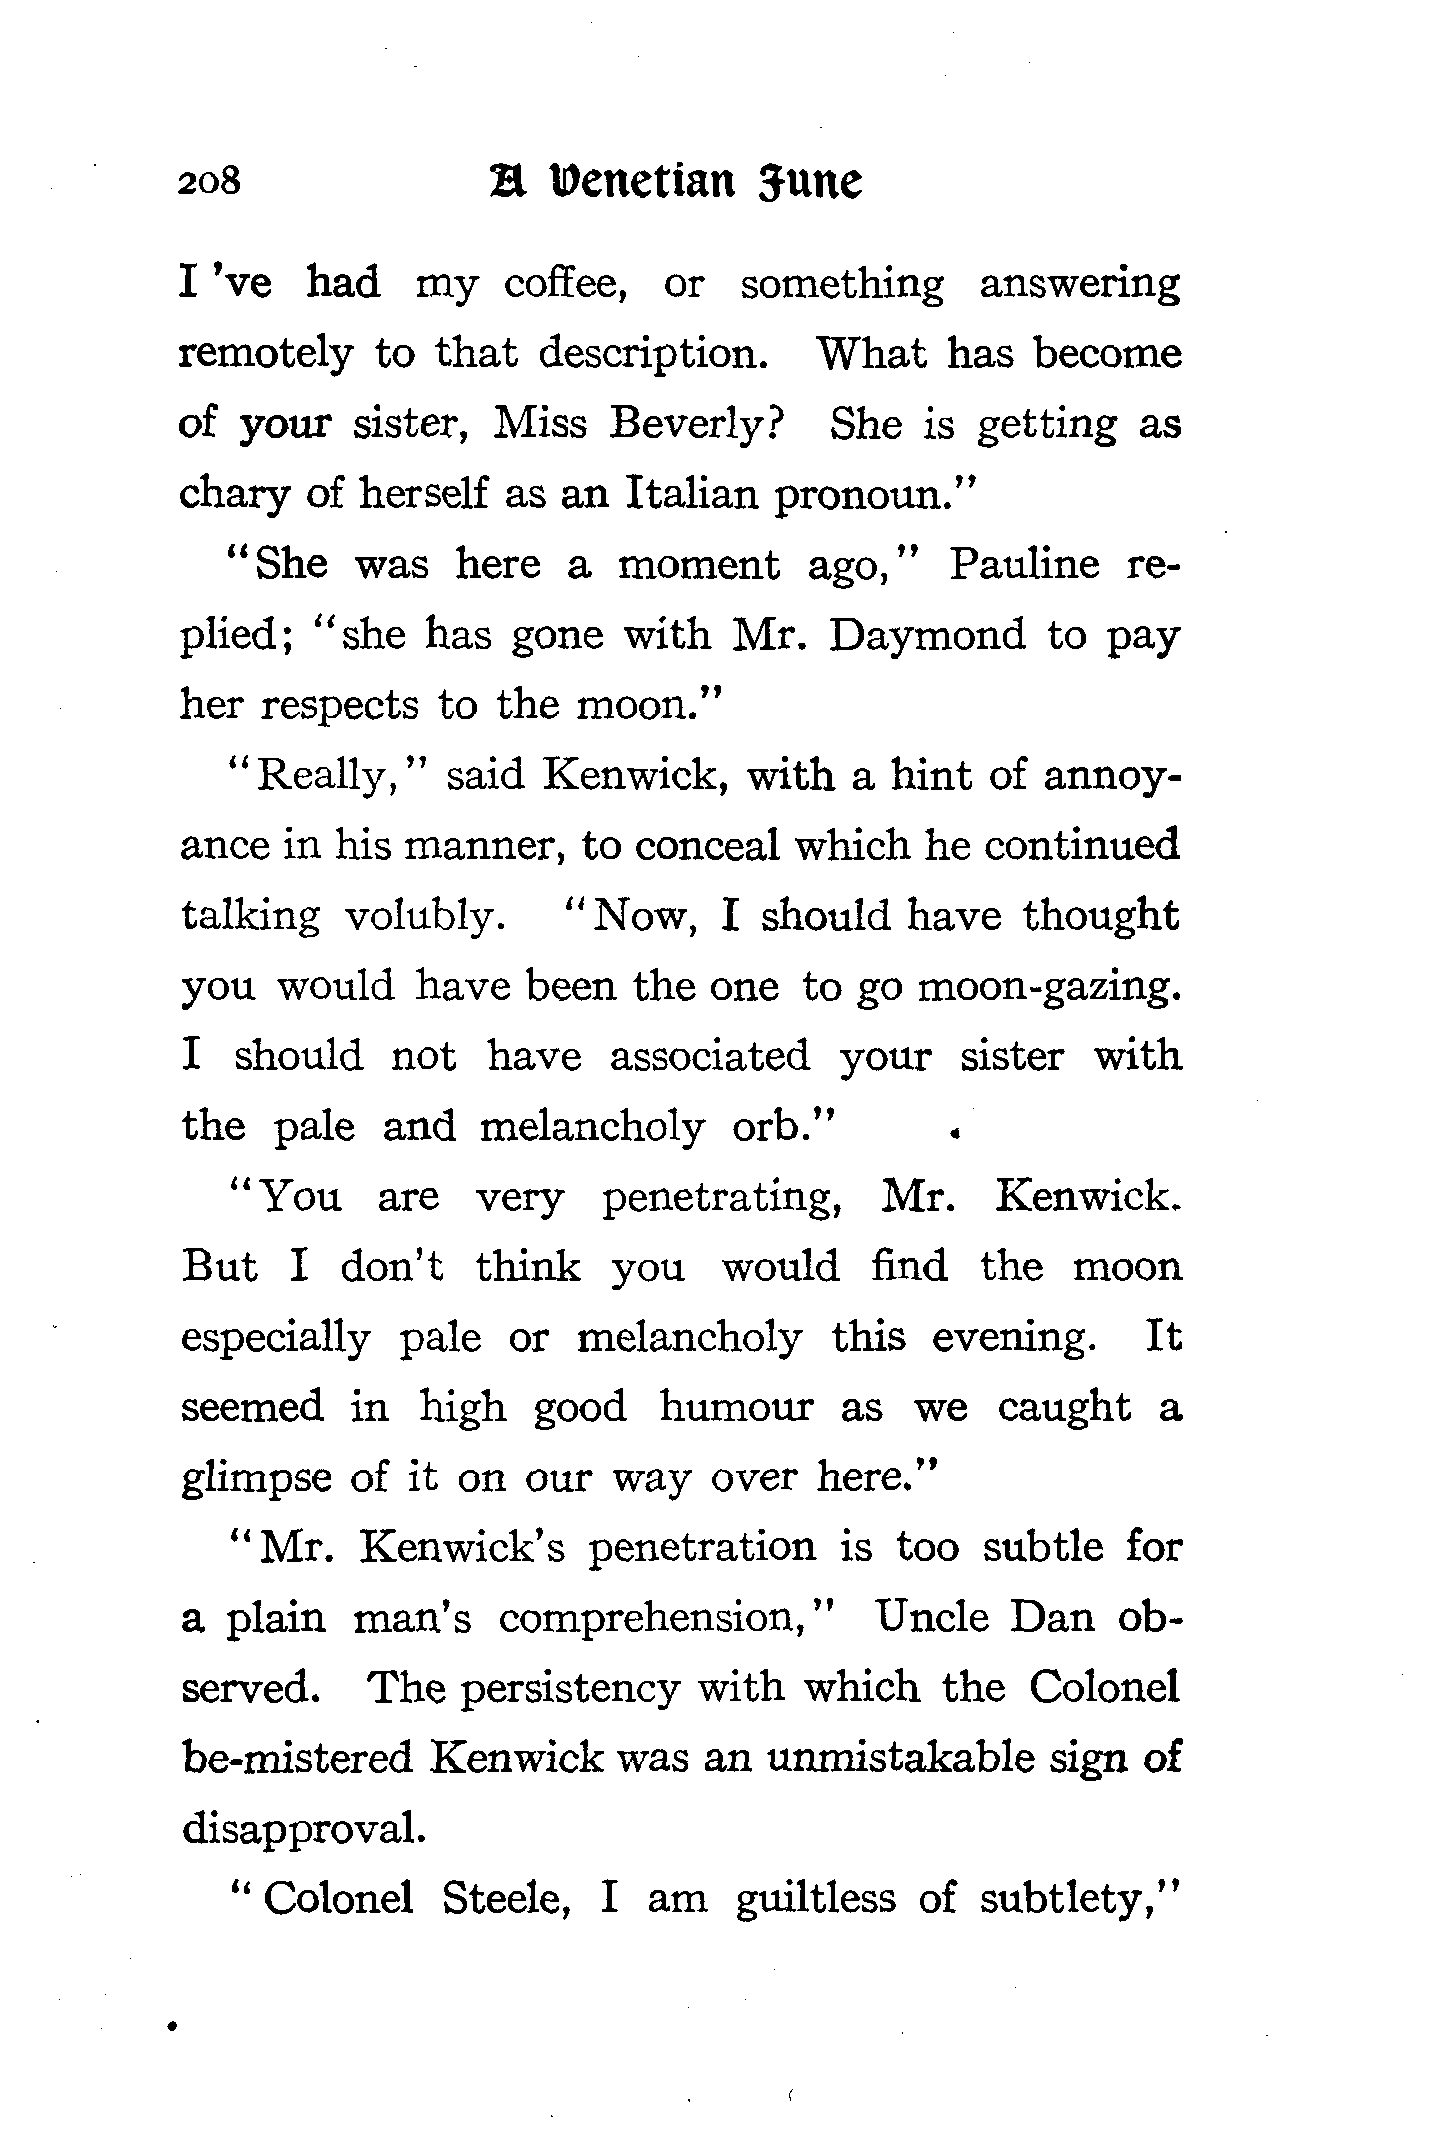 208 A Venetian June
I 've had my coffee, or something answering
remotely to that description. What has become
of your sister, Miss Beverly? She is getting as
chary of herself as an Italian pronoun."
"She was here a moment ago," Pauline re-
plied; "she has gone with Mr. Daymond to pay
her respects to the moon."
"Really," said Kenwick, with a hint of annoy-
ance in his manner, to conceal which he continued
talking volubly. "Now, I should have thought
you would have been the one to go moon-gazing.
I should not have associated your sister with
the pale and melancholy orb."
"You are very penetrating, Mr. Kenwick.
But I don't think you would find the moon
especially pale or melancholy this evening. It
seemed in high good humour as we caught a
glimpse of it on our way over here."
"Mr. Kenwick's penetration is too subtle for
a plain man's comprehension," Uncle Dan ob-
served. The persistency with which the Colonel
be-mistered Kenwick was an unmistakable sign of
disapproval.
"Colonel Steele, I am guiltless of subtlety,"